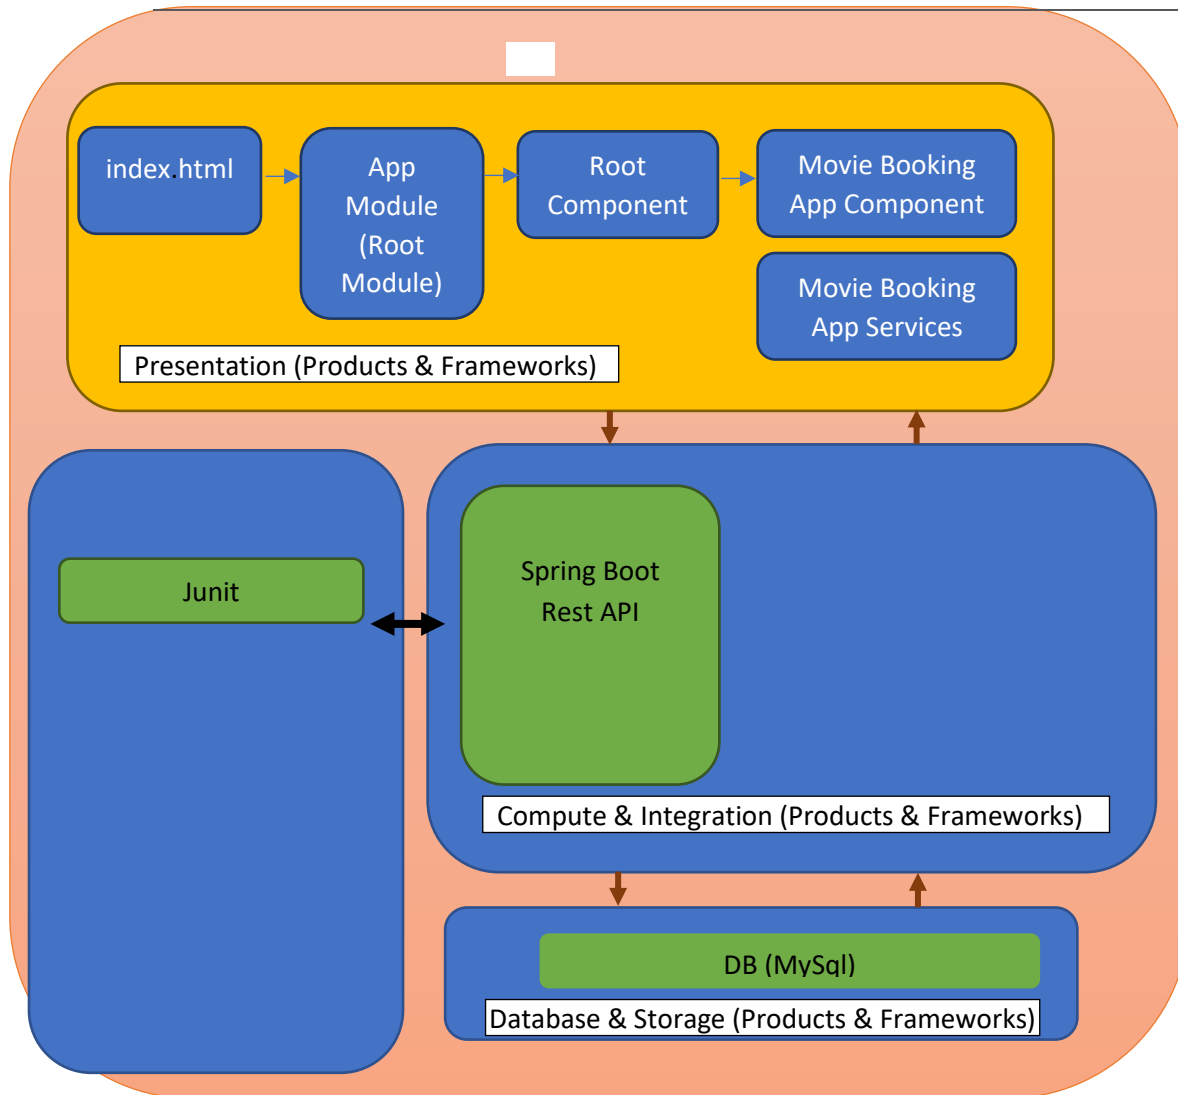 index.html
App
Module
(Root
Module)
Root
Component
Movie Booking
App Component
Movie Booking
App Services
Presentation (Products & Frameworks)
Junit
Spring Boot
Rest API
Compute & Integration (Products & Frameworks)
DB (MySql)
Database & Storage (Products & Frameworks)